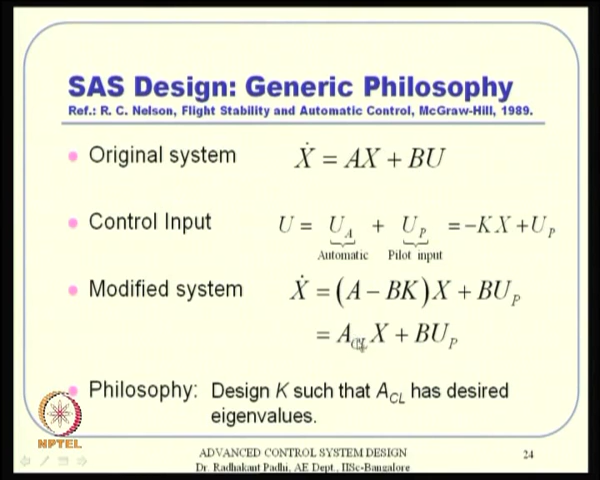 SAS Design: Generic Philosophy
Ref.: R. C. Nelson, Flight Stability and Automatic Control, McGraw-Hill, 1989.
Original system Ẋ = AX + BU
Control Input U = U_A + U_P = −KX + U_P
Automatic Pilot input
Modified system Ẋ = (A − BK)X + BU_P
= A_CL X + BU_P
Philosophy: Design K such that A_CL has desired
eigenvalues.
NPTEL
ADVANCED CONTROL SYSTEM DESIGN
Dr. Radhakant Padhi, AE Dept., IISc-Bangalore
24